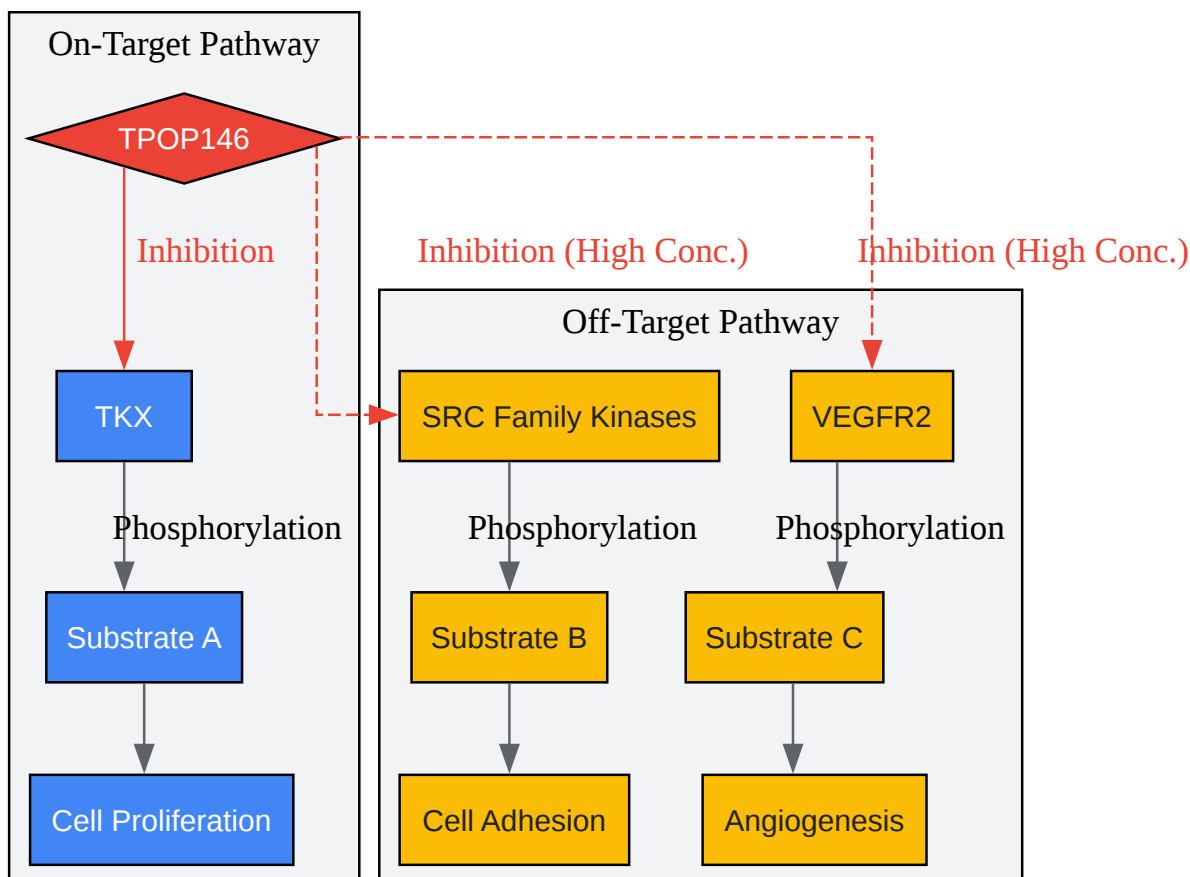 On-Target Pathway
TPOP146
Inhibition
Inhibition (High Conc.)
Inhibition (High Conc.)
Off-Target Pathway
TKX
SRC Family Kinases
VEGFR2
Phosphorylation
Phosphorylation
Phosphorylation
Substrate A
Substrate B
Substrate C
Cell Proliferation
Cell Adhesion
Angiogenesis